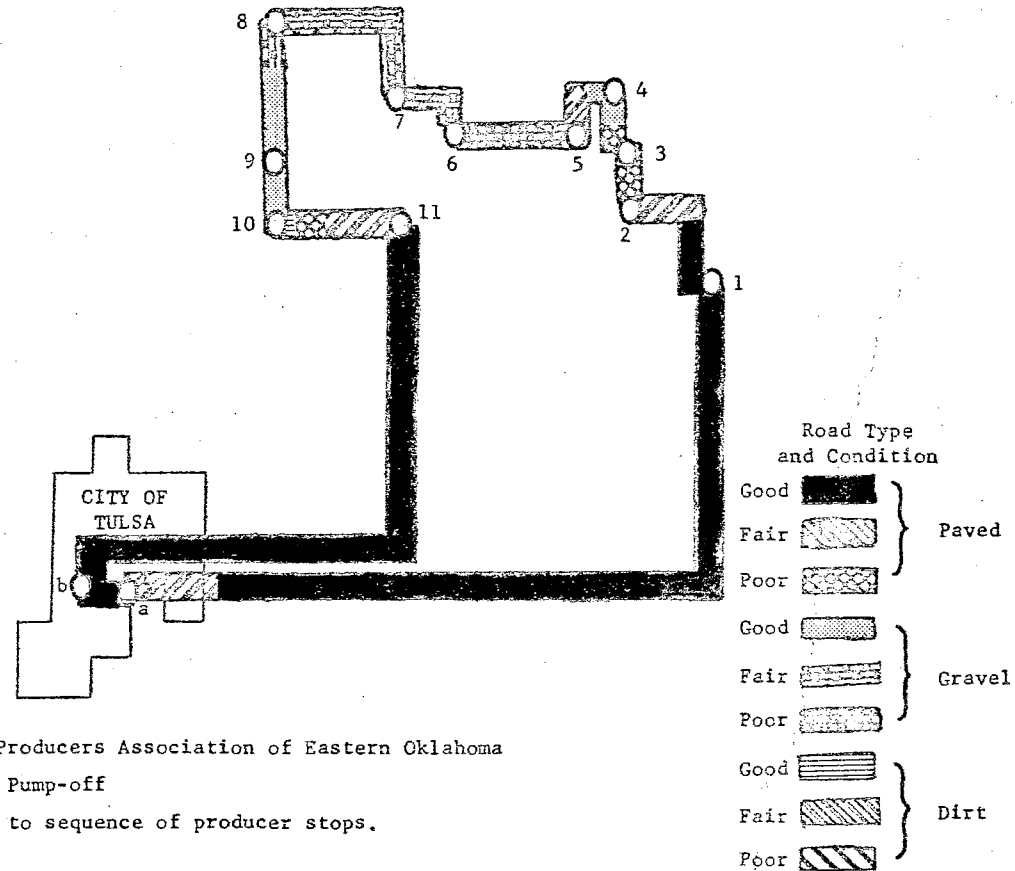 8
4
7
3
6
5
9
10
11
2
1
CITY OF
TULSA
b
a
Road Type
and Condition
Good
Fair
Paved
Poor
Good
Fair
Gravel
Poor
Good
Fair
Dirt
Poor
Producers Association of Eastern Oklahoma
Pump-off
to sequence of producer stops.